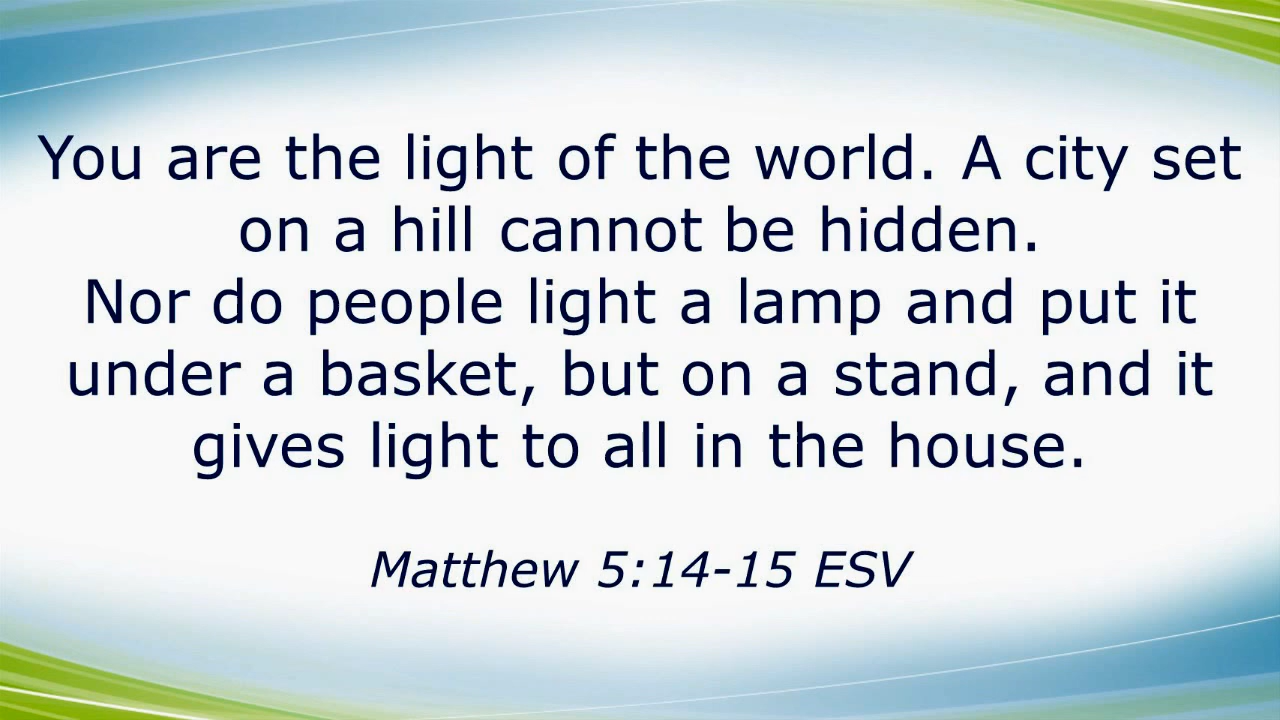 You are the light of the world. A city set
on a hill cannot be hidden.
Nor do people light a lamp and put it
under a basket, but on a stand, and it
gives light to all in the house.
Matthew 5:14-15 ESV